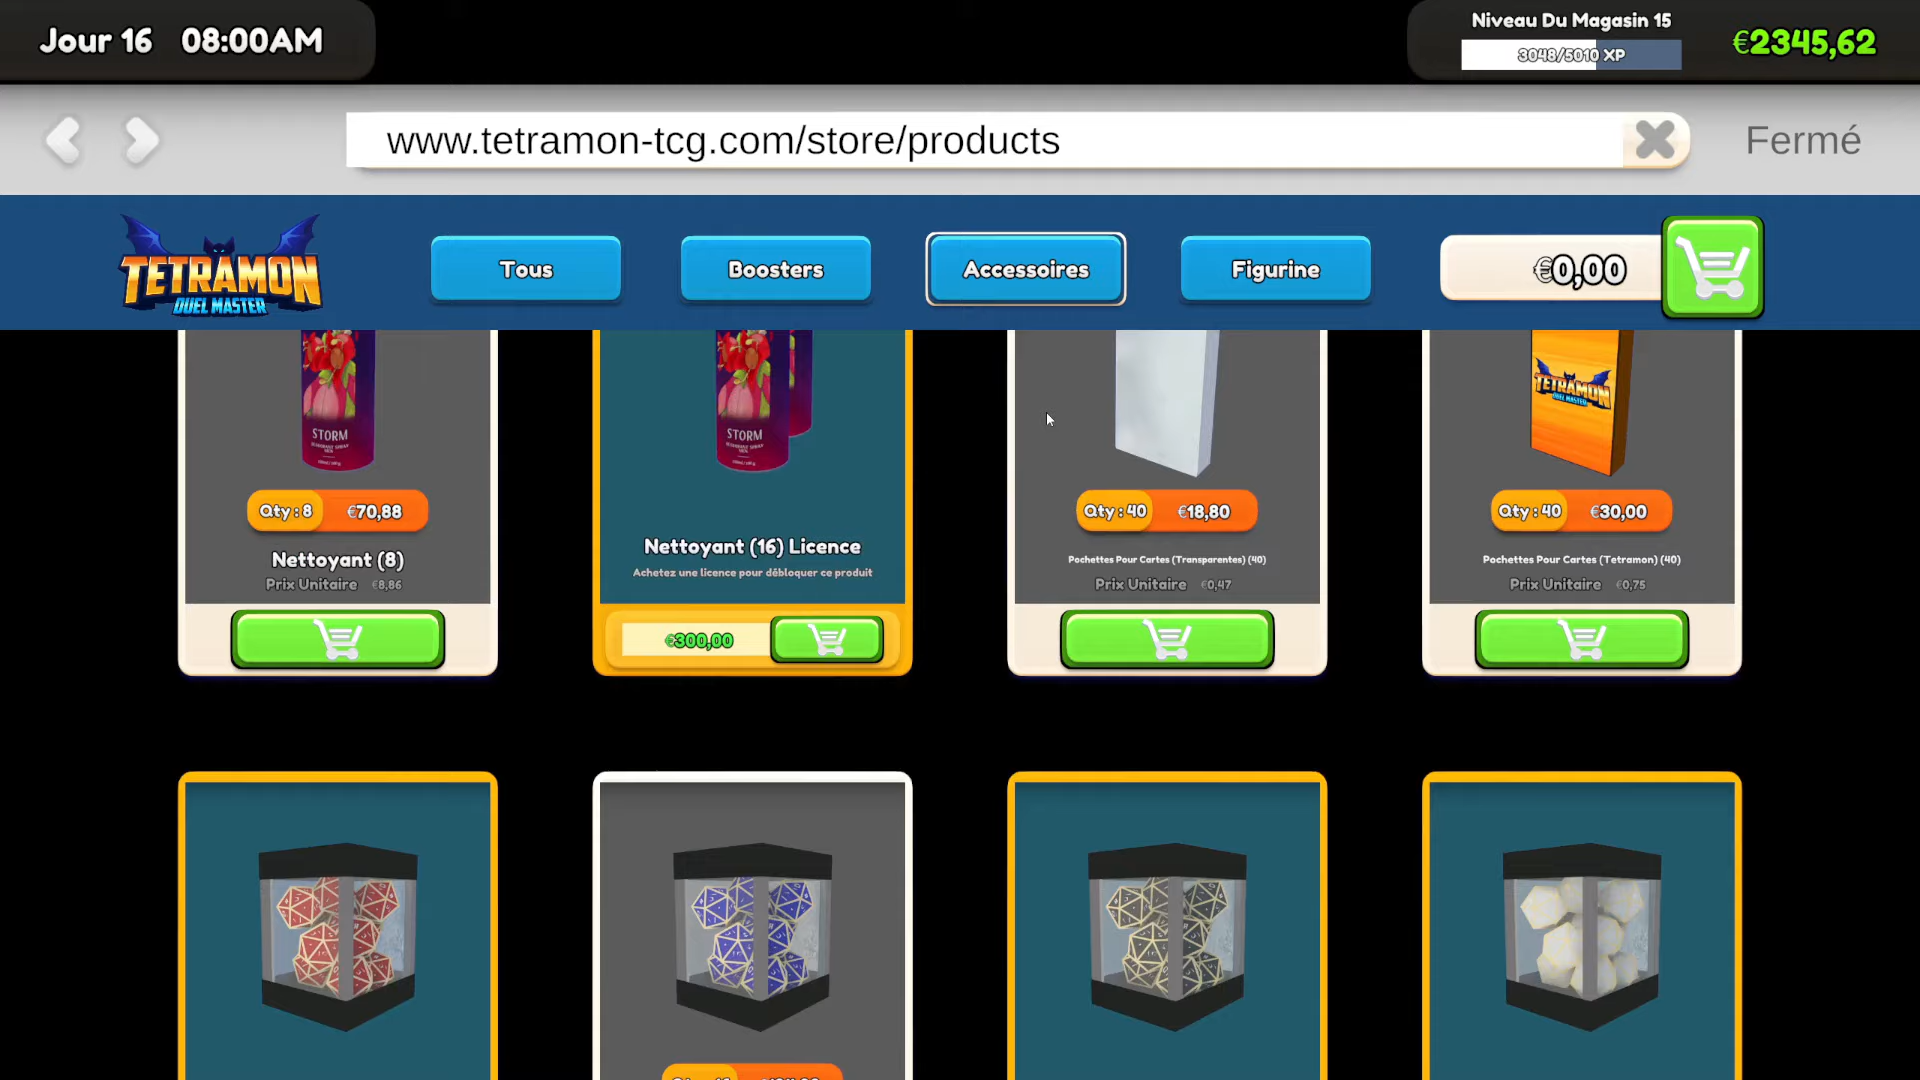 Jour 16 08:00AM
Niveau Du Magasin 15
3048/5010 XP
€2345,62
www.tetramon-tcg.com/store/products
Fermé
TETRAMON
DUEL MASTER
Tous
Boosters
Accessoires
Figurine
€0,00
STORM
STORM
TETRAMON
DUEL MASTER
Qty : 8 €70,88
Nettoyant (8)
Prix Unitaire €8,86
Nettoyant (16) Licence
Achetez une licence pour débloquer ce produit
€300,00
Qty : 40 €18,80
Pochettes Pour Cartes (Transparentes) (40)
Prix Unitaire €0,47
Qty : 40 €30,00
Pochettes Pour Cartes (Tetramon) (40)
Prix Unitaire €0,75